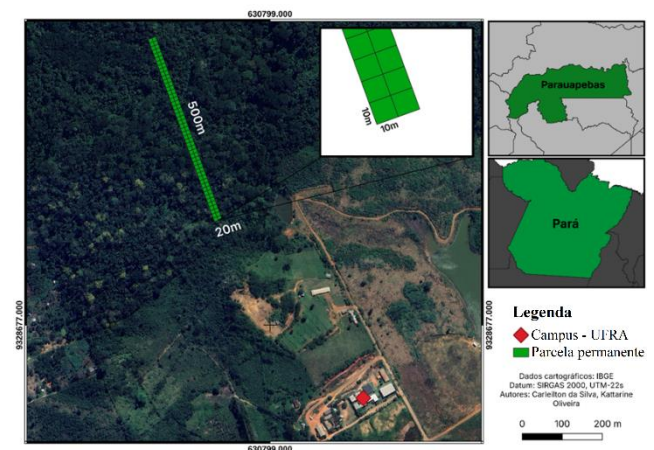 630799.000
500m
20m
10m
10m
9328677.000
9328677.000
630799.000
Parauapebas
Pará
Legenda
Campus - UFRA
Parcela permanente
Dados cartográficos: IBGE
Datum: SIRGAS 2000, UTM-22s
Autores: Carleilton da Silva, Kattarine
Oliveira
0 100 200 m